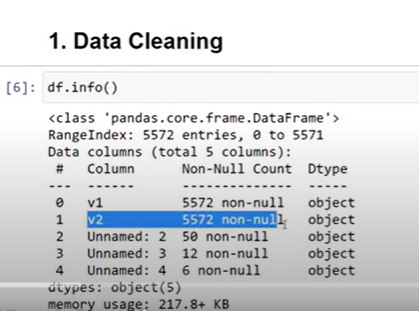 1. Data Cleaning
[6]: df.info()
<class 'pandas.core.frame.DataFrame'>
RangeIndex: 5572 entries, 0 to 5571
Data columns (total 5 columns):
#   Column      Non-Null Count  Dtype
---  ------      --------------  -----
0   v1          5572 non-null   object
1   v2          5572 non-null   object
2   Unnamed: 2  50 non-null     object
3   Unnamed: 3  12 non-null     object
4   Unnamed: 4  6 non-null      object
dtypes: object(5)
memory usage: 217.8+ KB